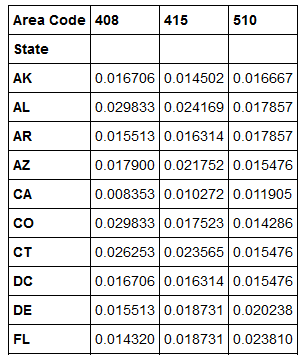 Area Code 408 415 510
State
AK 0.016706 0.014502 0.016667
AL 0.029833 0.024169 0.017857
AR 0.015513 0.016314 0.017857
AZ 0.017900 0.021752 0.015476
CA 0.008353 0.010272 0.011905
CO 0.029833 0.017523 0.014286
CT 0.026253 0.023565 0.015476
DC 0.016706 0.016314 0.015476
DE 0.015513 0.018731 0.020238
FL 0.014320 0.018731 0.023810